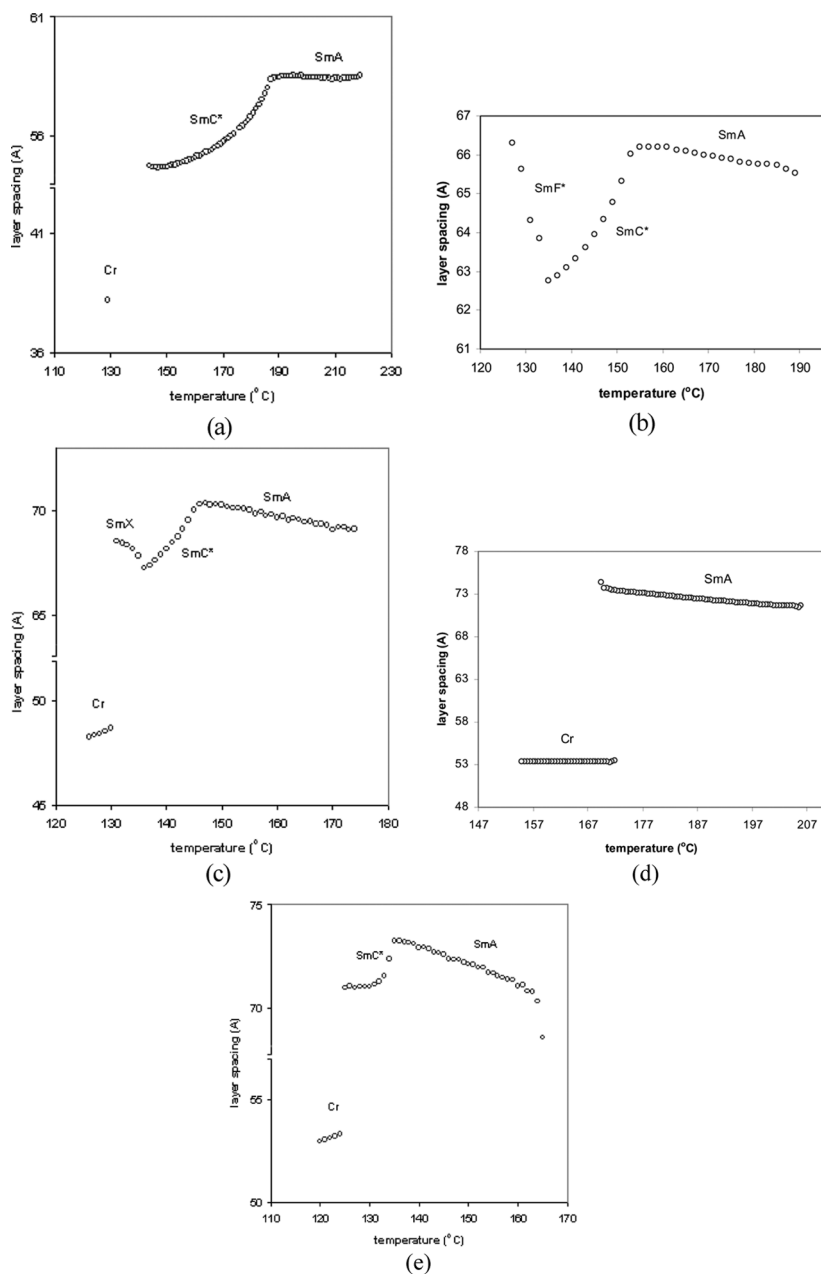 61
56
41
36
layer spacing (A)
SmA
SmC*
Cr
110 130 150 170 190 210 230
temperature (°C)
(a)
67
66
65
64
63
62
61
layer spacing (A)
SmA
SmF*
SmC*
120 130 140 150 160 170 180 190
temperature (°C)
(b)
70
65
50
45
layer spacing (A)
SmX
SmA
SmC*
Cr
120 130 140 150 160 170 180
temperature (°C)
(c)
78
73
68
63
58
53
48
layer spacing (A)
SmA
Cr
147 157 167 177 187 197 207
temperature (°C)
(d)
75
70
55
50
layer spacing (A)
SmC*
SmA
Cr
110 120 130 140 150 160 170
temperature (°C)
(e)